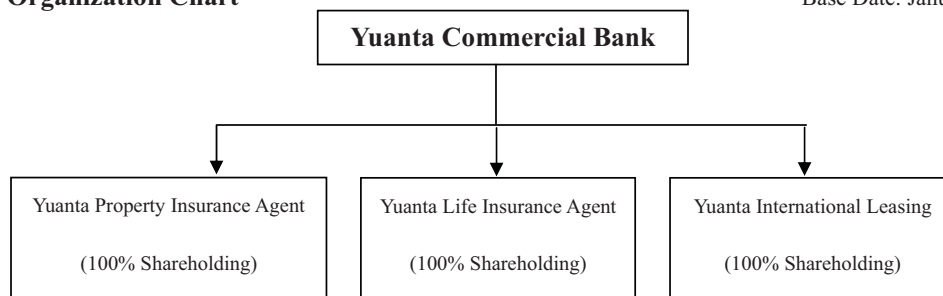 Organization Chart
Base Date:
Yuanta Commercial Bank
Yuanta Property Insurance Agent
(100% Shareholding)
Yuanta Life Insurance Agent
(100% Shareholding)
Yuanta International Leasing
(100% Shareholding)